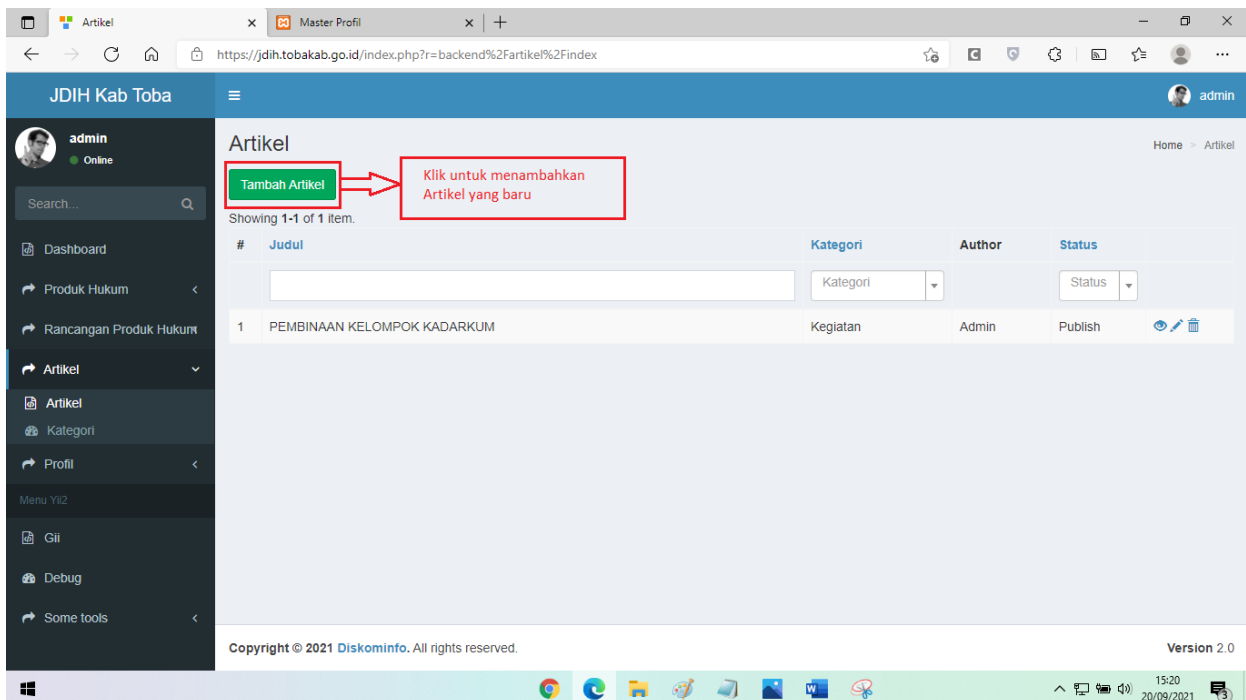 Artikel
Master Profil
https://jdih.tobakab.go.id/index.php?r=backend%2Fartikel%2Findex
JDIH Kab Toba
admin
admin
Online
Search...
Dashboard
Produk Hukum
Rancangan Produk Hukum
Artikel
Artikel
Kategori
Profil
Menu Yii2
Gii
Debug
Some tools
Artikel
Home > Artikel
Tambah Artikel
Klik untuk menambahkan
Artikel yang baru
Showing 1-1 of 1 item.
# Judul Kategori Author Status
Kategori Status
1 PEMBINAAN KELOMPOK KADARKUM Kegiatan Admin Publish
Copyright © 2021 Diskominfo. All rights reserved.
Version 2.0
15:20
20/09/2021